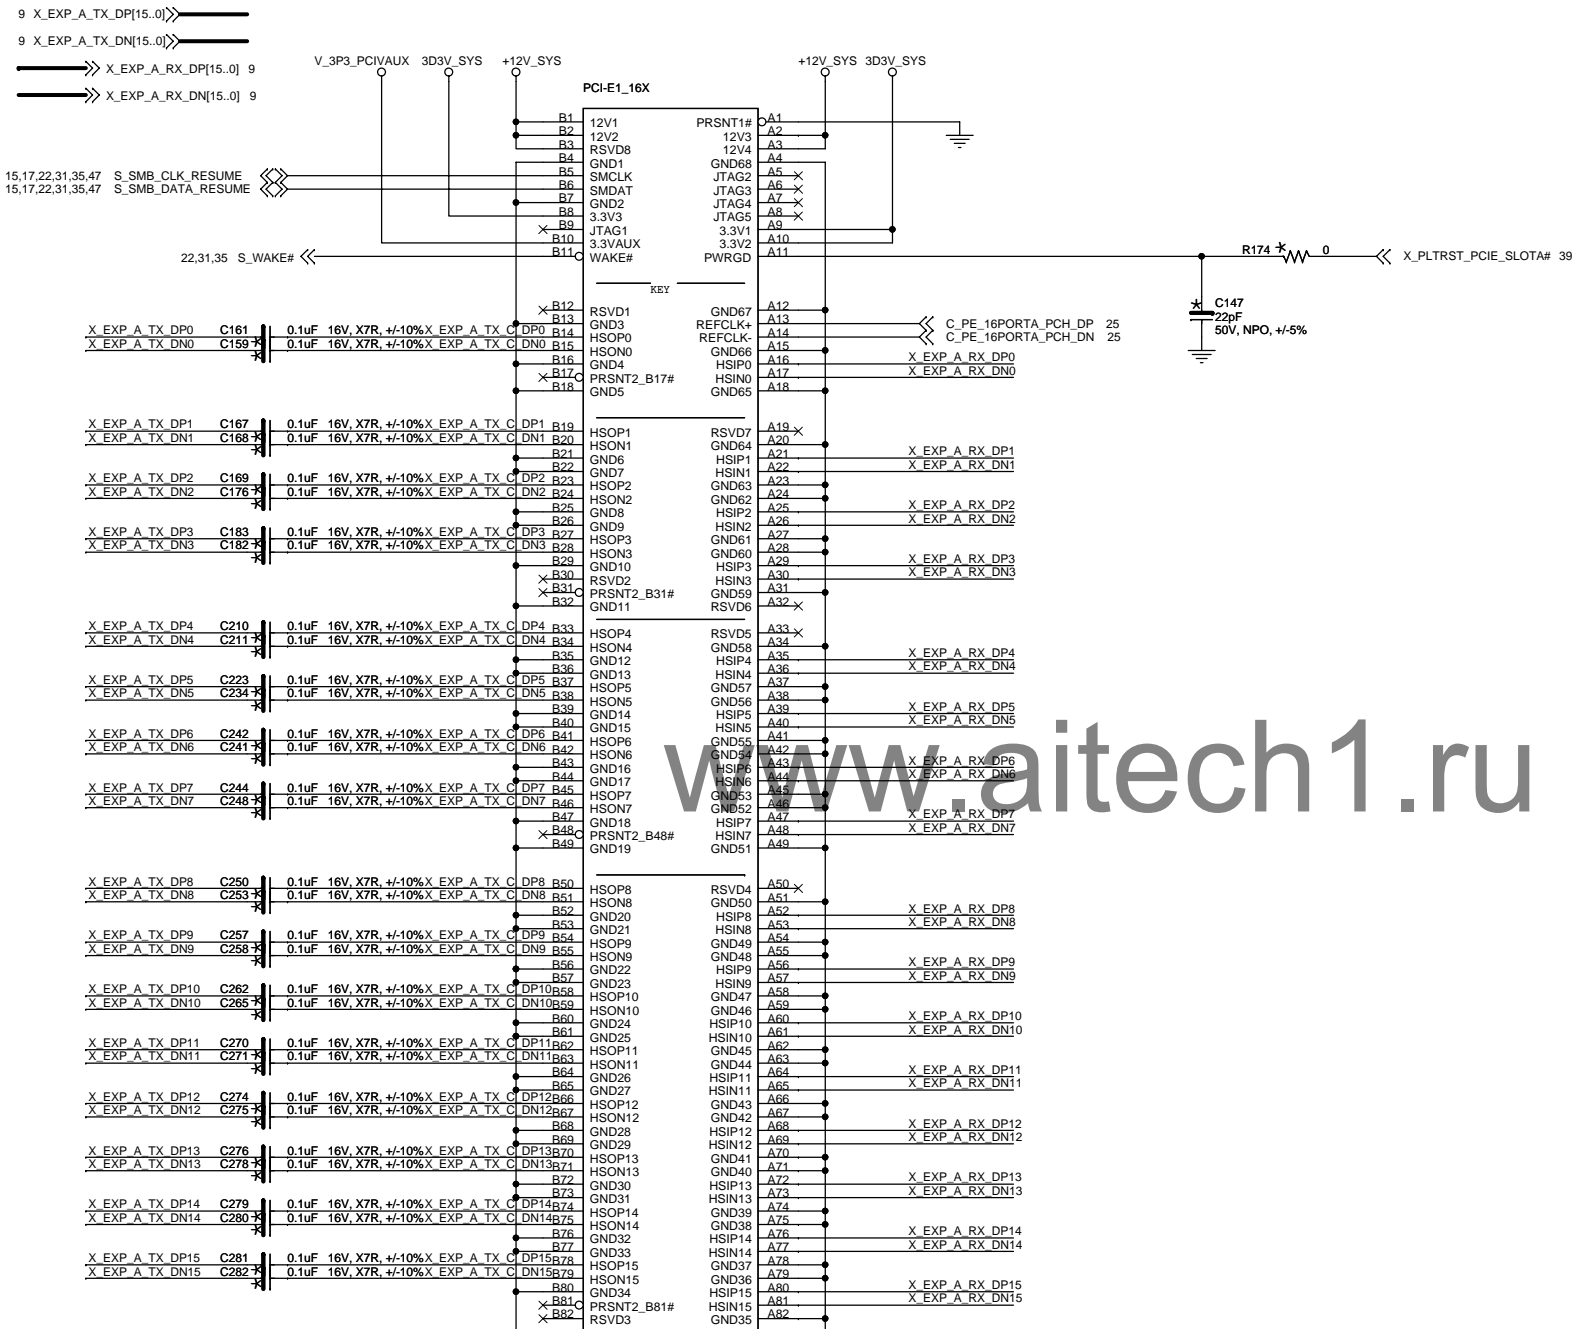 9 X_EXP_A_TX_DP[15..0]
9 X_EXP_A_TX_DN[15..0]
X_EXP_A_RX_DP[15..0] 9
X_EXP_A_RX_DN[15..0] 9
V_3P3_PCIVAUX 3D3V_SYS +12V_SYS +12V_SYS 3D3V_SYS
PCI-E1_16X
B1 12V1 PRSNT1# A1
B2 12V2 12V3 A2
B3 RSVD8 12V4 A3
B4 GND1 GND68 A4
15,17,22,31,35,47 S_SMB_CLK_RESUME B5 SMCLK JTAG2 A5
15,17,22,31,35,47 S_SMB_DATA_RESUME B6 SMDAT JTAG3 A6
B7 GND2 JTAG4 A7
B8 3.3V3 JTAG5 A8
B9 JTAG1 3.3V1 A9
B10 3.3VAUX 3.3V2 A10
22,31,35 S_WAKE# B11 WAKE# PWRGD A11 R174 0 X_PLTRST_PCIE_SLOTA# 39
KEY
C147
22pF
50V, NPO, +/-5%
B12 RSVD1 GND67 A12
B13 GND3 REFCLK+ A13 C_PE_16PORTA_PCH_DP 25
X_EXP_A_TX_DP0 C161 0.1uF 16V, X7R, +/-10% X_EXP_A_TX_C_DP0 B14 HSOP0 REFCLK- A14 C_PE_16PORTA_PCH_DN 25
X_EXP_A_TX_DN0 C159 0.1uF 16V, X7R, +/-10% X_EXP_A_TX_C_DN0 B15 HSON0 GND66 A15
B16 GND4 HSIP0 A16 X_EXP_A_RX_DP0
B17 PRSNT2_B17# HSIN0 A17 X_EXP_A_RX_DN0
B18 GND5 GND65 A18
X_EXP_A_TX_DP1 C167 0.1uF 16V, X7R, +/-10% X_EXP_A_TX_C_DP1 B19 HSOP1 RSVD7 A19
X_EXP_A_TX_DN1 C168 0.1uF 16V, X7R, +/-10% X_EXP_A_TX_C_DN1 B20 HSON1 GND64 A20
B21 GND6 HSIP1 A21 X_EXP_A_RX_DP1
B22 GND7 HSIN1 A22 X_EXP_A_RX_DN1
X_EXP_A_TX_DP2 C169 0.1uF 16V, X7R, +/-10% X_EXP_A_TX_C_DP2 B23 HSOP2 GND63 A23
X_EXP_A_TX_DN2 C176 0.1uF 16V, X7R, +/-10% X_EXP_A_TX_C_DN2 B24 HSON2 GND62 A24
B25 GND8 HSIP2 A25 X_EXP_A_RX_DP2
B26 GND9 HSIN2 A26 X_EXP_A_RX_DN2
X_EXP_A_TX_DP3 C183 0.1uF 16V, X7R, +/-10% X_EXP_A_TX_C_DP3 B27 HSOP3 GND61 A27
X_EXP_A_TX_DN3 C182 0.1uF 16V, X7R, +/-10% X_EXP_A_TX_C_DN3 B28 HSON3 GND60 A28
B29 GND10 HSIP3 A29 X_EXP_A_RX_DP3
B30 RSVD2 HSIN3 A30 X_EXP_A_RX_DN3
B31 PRSNT2_B31# GND59 A31
B32 GND11 RSVD6 A32
X_EXP_A_TX_DP4 C210 0.1uF 16V, X7R, +/-10% X_EXP_A_TX_C_DP4 B33 HSOP4 RSVD5 A33
X_EXP_A_TX_DN4 C211 0.1uF 16V, X7R, +/-10% X_EXP_A_TX_C_DN4 B34 HSON4 GND58 A34
B35 GND12 HSIP4 A35 X_EXP_A_RX_DP4
B36 GND13 HSIN4 A36 X_EXP_A_RX_DN4
X_EXP_A_TX_DP5 C223 0.1uF 16V, X7R, +/-10% X_EXP_A_TX_C_DP5 B37 HSOP5 GND57 A37
X_EXP_A_TX_DN5 C234 0.1uF 16V, X7R, +/-10% X_EXP_A_TX_C_DN5 B38 HSON5 GND56 A38
B39 GND14 HSIP5 A39 X_EXP_A_RX_DP5
B40 GND15 HSIN5 A40 X_EXP_A_RX_DN5
X_EXP_A_TX_DP6 C242 0.1uF 16V, X7R, +/-10% X_EXP_A_TX_C_DP6 B41 HSOP6 GND55 A41
X_EXP_A_TX_DN6 C241 0.1uF 16V, X7R, +/-10% X_EXP_A_TX_C_DN6 B42 HSON6 GND54 A42
B43 GND16 HSIP6 A43 X_EXP_A_RX_DP6
B44 GND17 HSIN6 A44 X_EXP_A_RX_DN6
www.aitech1.ru
X_EXP_A_TX_DP7 C244 0.1uF 16V, X7R, +/-10% X_EXP_A_TX_C_DP7 B45 HSOP7 GND53 A45
X_EXP_A_TX_DN7 C248 0.1uF 16V, X7R, +/-10% X_EXP_A_TX_C_DN7 B46 HSON7 GND52 A46
B47 GND18 HSIP7 A47 X_EXP_A_RX_DP7
B48 PRSNT2_B48# HSIN7 A48 X_EXP_A_RX_DN7
B49 GND19 GND51 A49
X_EXP_A_TX_DP8 C250 0.1uF 16V, X7R, +/-10% X_EXP_A_TX_C_DP8 B50 HSOP8 RSVD4 A50
X_EXP_A_TX_DN8 C253 0.1uF 16V, X7R, +/-10% X_EXP_A_TX_C_DN8 B51 HSON8 GND50 A51
B52 GND20 HSIP8 A52 X_EXP_A_RX_DP8
B53 GND21 HSIN8 A53 X_EXP_A_RX_DN8
X_EXP_A_TX_DP9 C257 0.1uF 16V, X7R, +/-10% X_EXP_A_TX_C_DP9 B54 HSOP9 GND49 A54
X_EXP_A_TX_DN9 C258 0.1uF 16V, X7R, +/-10% X_EXP_A_TX_C_DN9 B55 HSON9 GND48 A55
B56 GND22 HSIP9 A56 X_EXP_A_RX_DP9
B57 GND23 HSIN9 A57 X_EXP_A_RX_DN9
X_EXP_A_TX_DP10 C262 0.1uF 16V, X7R, +/-10% X_EXP_A_TX_C_DP10 B58 HSOP10 GND47 A58
X_EXP_A_TX_DN10 C265 0.1uF 16V, X7R, +/-10% X_EXP_A_TX_C_DN10 B59 HSON10 GND46 A59
B60 GND24 HSIP10 A60 X_EXP_A_RX_DP10
B61 GND25 HSIN10 A61 X_EXP_A_RX_DN10
X_EXP_A_TX_DP11 C270 0.1uF 16V, X7R, +/-10% X_EXP_A_TX_C_DP11 B62 HSOP11 GND45 A62
X_EXP_A_TX_DN11 C271 0.1uF 16V, X7R, +/-10% X_EXP_A_TX_C_DN11 B63 HSON11 GND44 A63
B64 GND26 HSIP11 A64 X_EXP_A_RX_DP11
B65 GND27 HSIN11 A65 X_EXP_A_RX_DN11
X_EXP_A_TX_DP12 C274 0.1uF 16V, X7R, +/-10% X_EXP_A_TX_C_DP12 B66 HSOP12 GND43 A66
X_EXP_A_TX_DN12 C275 0.1uF 16V, X7R, +/-10% X_EXP_A_TX_C_DN12 B67 HSON12 GND42 A67
B68 GND28 HSIP12 A68 X_EXP_A_RX_DP12
B69 GND29 HSIN12 A69 X_EXP_A_RX_DN12
X_EXP_A_TX_DP13 C276 0.1uF 16V, X7R, +/-10% X_EXP_A_TX_C_DP13 B70 HSOP13 GND41 A70
X_EXP_A_TX_DN13 C278 0.1uF 16V, X7R, +/-10% X_EXP_A_TX_C_DN13 B71 HSON13 GND40 A71
B72 GND30 HSIP13 A72 X_EXP_A_RX_DP13
B73 GND31 HSIN13 A73 X_EXP_A_RX_DN13
X_EXP_A_TX_DP14 C279 0.1uF 16V, X7R, +/-10% X_EXP_A_TX_C_DP14 B74 HSOP14 GND39 A74
X_EXP_A_TX_DN14 C280 0.1uF 16V, X7R, +/-10% X_EXP_A_TX_C_DN14 B75 HSON14 GND38 A75
B76 GND32 HSIP14 A76 X_EXP_A_RX_DP14
B77 GND33 HSIN14 A77 X_EXP_A_RX_DN14
X_EXP_A_TX_DP15 C281 0.1uF 16V, X7R, +/-10% X_EXP_A_TX_C_DP15 B78 HSOP15 GND37 A78
X_EXP_A_TX_DN15 C282 0.1uF 16V, X7R, +/-10% X_EXP_A_TX_C_DN15 B79 HSON15 GND36 A79
B80 GND34 HSIP15 A80 X_EXP_A_RX_DP15
B81 PRSNT2_B81# HSIN15 A81 X_EXP_A_RX_DN15
B82 RSVD3 GND35 A82